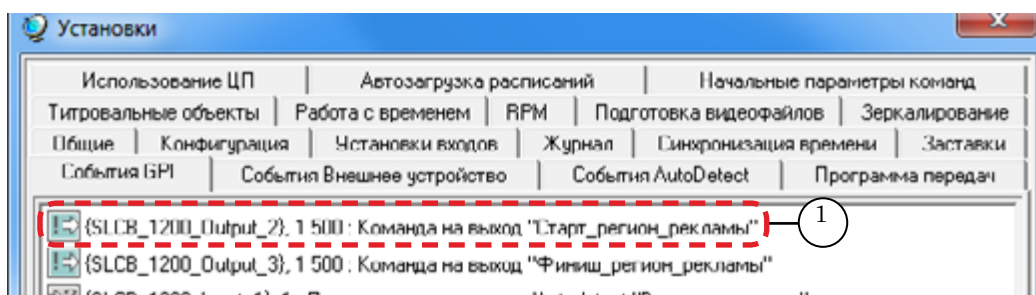 Установки
Использование ЦП Автозагрузка расписаний Начальные параметры команд
Титровальные объекты Работа с временем RPM Подготовка видеофайлов Зеркалирование
Общие Конфигурация Установки входов Журнал Синхронизация времени Заставки
События GPI События Внешнее устройство События AutoDetect Программа передач
{SLCB_1200_Output_2}, 1 500 : Команда на выход "Старт_регион_рекламы" 1
{SLCB_1200_Output_3}, 1 500 : Команда на выход "Финиш_регион_рекламы"